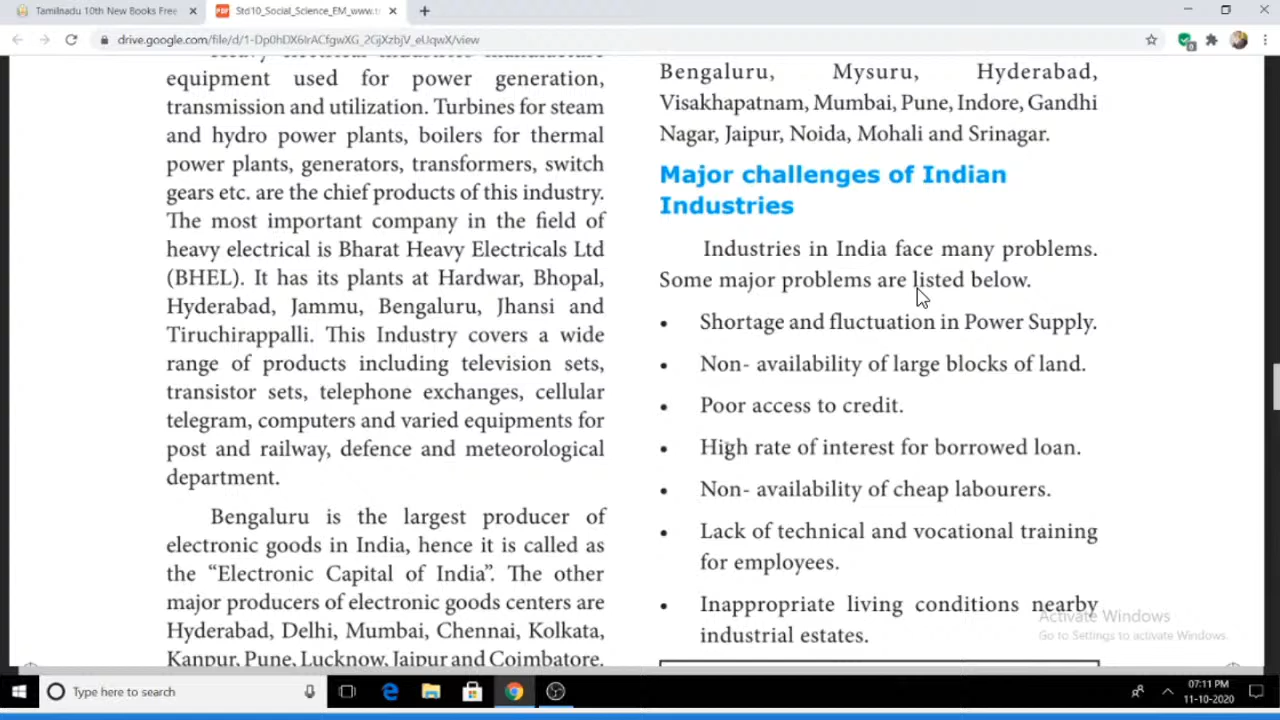 Tamilnadu 10th New Books Free
Std10_Social_Science_EM_www.t
drive.google.com/file/d/1-Dp0hDX6IrACfgwXG_2GjXzbjV_eUqwX/view
equipment used for power generation,
transmission and utilization. Turbines for steam
and hydro power plants, boilers for thermal
power plants, generators, transformers, switch
gears etc. are the chief products of this industry.
The most important company in the field of
heavy electrical is Bharat Heavy Electricals Ltd
(BHEL). It has its plants at Hardwar, Bhopal,
Hyderabad, Jammu, Bengaluru, Jhansi and
Tiruchirappalli. This Industry covers a wide
range of products including television sets,
transistor sets, telephone exchanges, cellular
telegram, computers and varied equipments for
post and railway, defence and meteorological
department.
Bengaluru is the largest producer of
electronic goods in India, hence it is called as
the “Electronic Capital of India”. The other
major producers of electronic goods centers are
Hyderabad, Delhi, Mumbai, Chennai, Kolkata,
Kanpur, Pune, Lucknow, Jaipur and Coimbatore.
Bengaluru, Mysuru, Hyderabad,
Visakhapatnam, Mumbai, Pune, Indore, Gandhi
Nagar, Jaipur, Noida, Mohali and Srinagar.
Major challenges of Indian
Industries
Industries in India face many problems.
Some major problems are listed below.
• Shortage and fluctuation in Power Supply.
• Non- availability of large blocks of land.
• Poor access to credit.
• High rate of interest for borrowed loan.
• Non- availability of cheap labourers.
• Lack of technical and vocational training
for employees.
• Inappropriate living conditions nearby
industrial estates.
Activate Windows
Go to Settings to activate Windows.
Type here to search
07:11 PM
11-10-2020